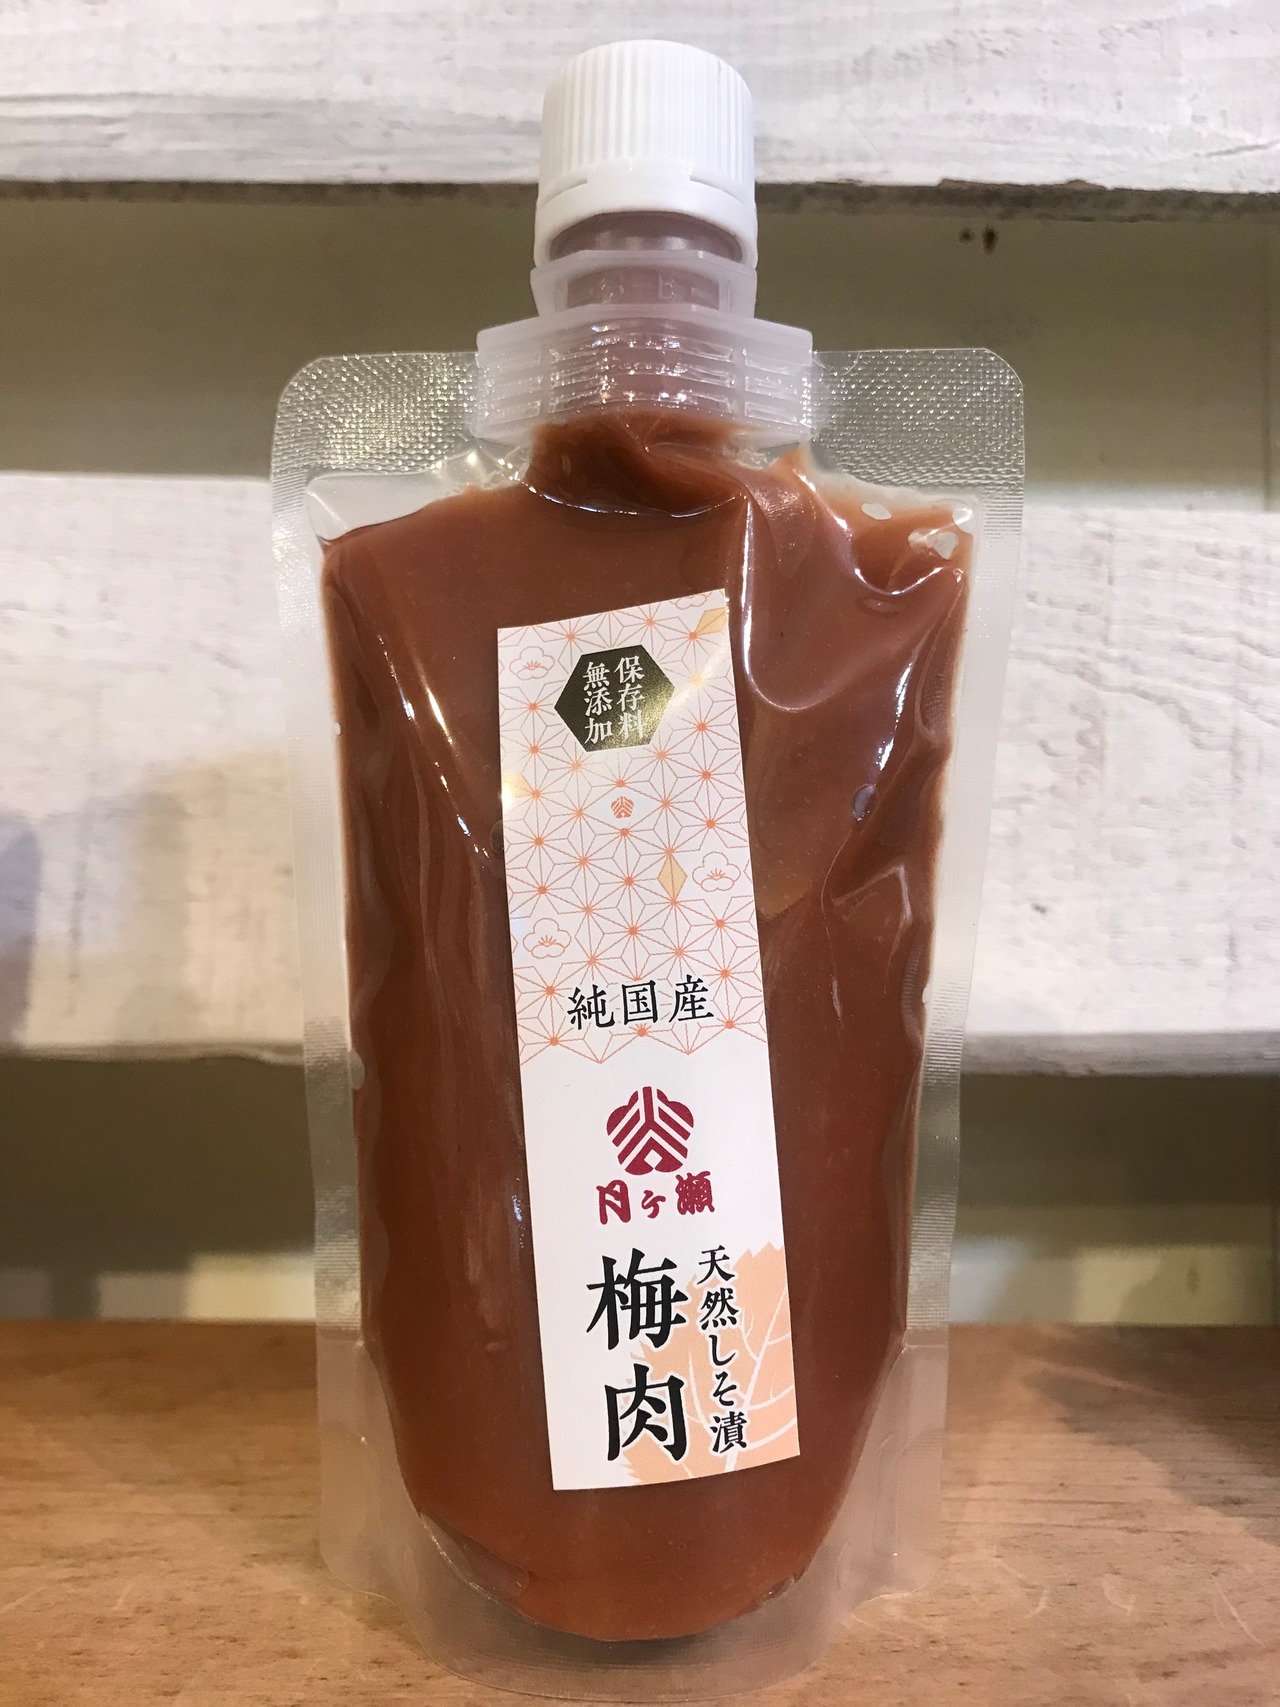 保存料
無添加
純国産
月ヶ瀬
天然しそ漬
梅肉